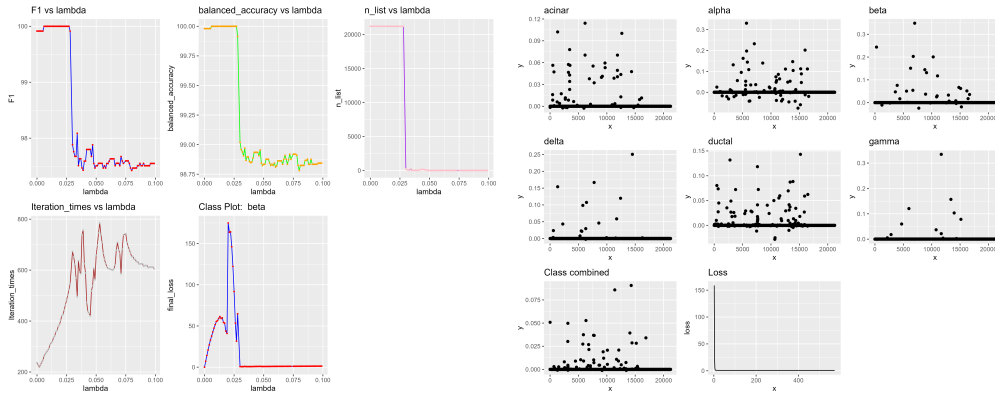 F1 vs lambda
100
99
98
F1
0.000 0.025 0.050 0.075 0.100
lambda
balanced_accuracy vs lambda
100.00
99.75
99.50
99.25
99.00
98.75
balanced_accuracy
0.000 0.025 0.050 0.075 0.100
lambda
n_list vs lambda
20000
15000
10000
5000
0
n_list
0.000 0.025 0.050 0.075 0.100
lambda
Iteration_times vs lambda
800
600
400
200
Iteration_times
0.000 0.025 0.050 0.075 0.100
lambda
Class Plot: beta
150
100
50
0
final_loss
0.000 0.025 0.050 0.075 0.100
lambda
acinar
0.12
0.09
0.06
0.03
0.00
y
0 5000 10000 15000 20000
x
alpha
0.3
0.2
0.1
0.0
y
0 5000 10000 15000 20000
x
beta
0.3
0.2
0.1
0.0
y
0 5000 10000 15000 20000
x
delta
0.25
0.20
0.15
0.10
0.05
0.00
y
0 5000 10000 15000 20000
x
ductal
0.15
0.10
0.05
0.00
y
0 5000 10000 15000 20000
x
gamma
0.3
0.2
0.1
0.0
y
0 5000 10000 15000 20000
x
Class combined
0.075
0.050
0.025
0.000
y
0 5000 10000 15000 20000
x
Loss
150
100
50
0
loss
0 200 400
x